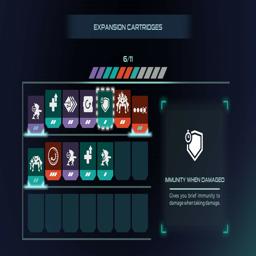 EXPANSION CARTRIDGES
6/11
IMMUNITY WHEN DAMAGED
Gives you brief immunity to
damage when taking damage.